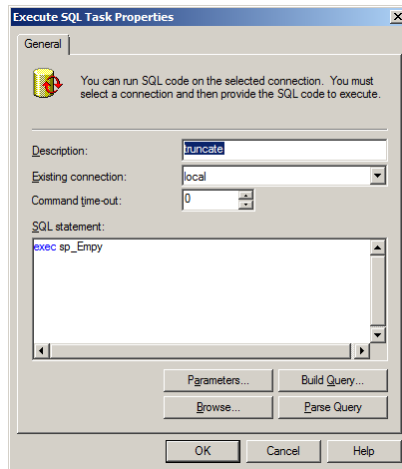 Execute SQL Task Properties
General
You can run SQL code on the selected connection. You must
select a connection and then provide the SQL code to execute.
Description:
truncate
Existing connection:
local
Command time-out:
0
SQL statement:
exec sp_Empy
Parameters...
Build Query...
Browse...
Parse Query
OK
Cancel
Help